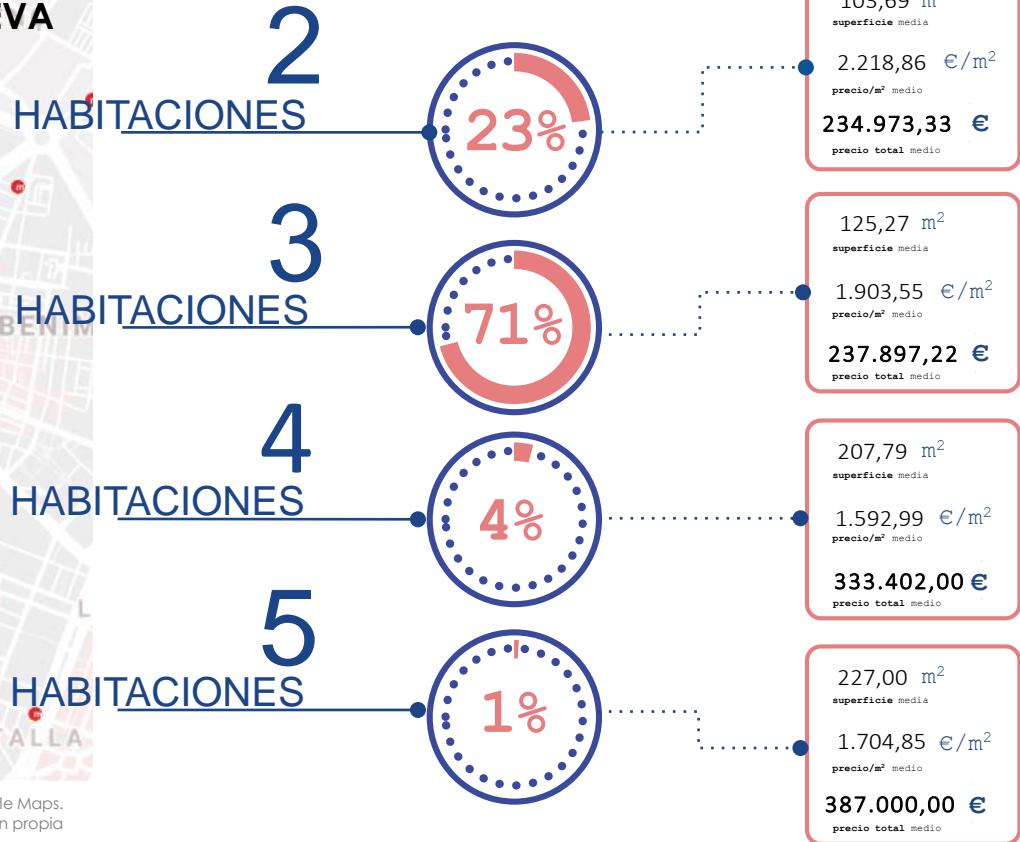 EVA
2
HABITACIONES
23%
103,69 m
superficie media
2.218,86 €/m²
precio/m² medio
234.973,33 €
precio total medio
3
HABITACIONES
71%
125,27 m²
superficie media
1.903,55 €/m²
precio/m² medio
237.897,22 €
precio total medio
BENIM
4
HABITACIONES
4%
207,79 m²
superficie media
1.592,99 €/m²
precio/m² medio
333.402,00 €
precio total medio
L
5
HABITACIONES
1%
227,00 m²
superficie media
1.704,85 €/m²
precio/m² medio
387.000,00 €
precio total medio
ALLA
le Maps.
n propia